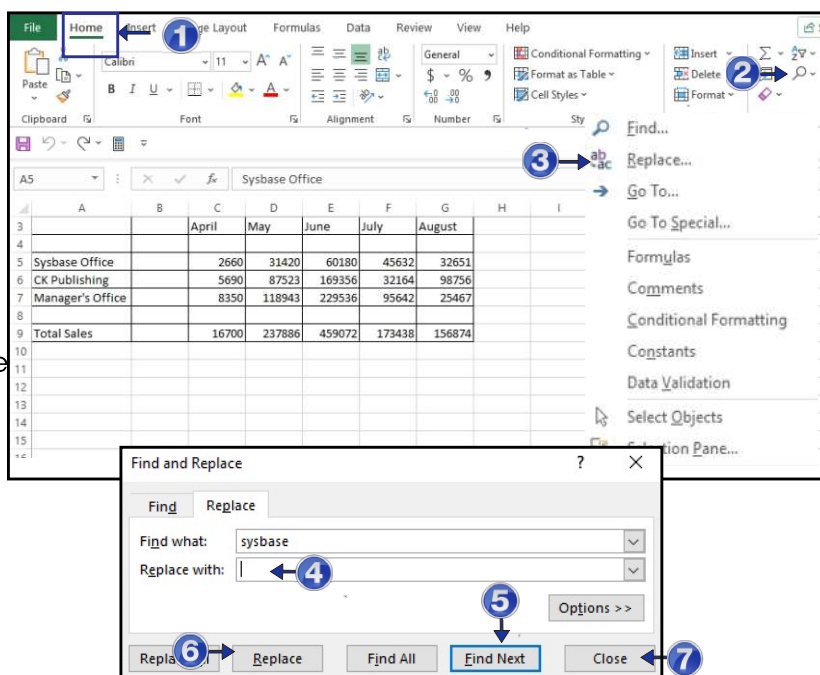 File Home Insert ge Layout Formulas Data Review View Help
1
Calibri 11 A^ A˅ ab General Conditional Formatting Insert Σ
Paste B I U A $ % , Format as Table Delete 2
Cell Styles Format
Clipboard Font Alignment Number Sty
Find...
3 Replace...
A5 fx Sysbase Office
Go To...
Go To Special...
Formulas
Comments
Conditional Formatting
Constants
Data Validation
Select Objects
tion Pane...
A B C D E F G H I
3 April May June July August
4
5 Sysbase Office 2660 31420 60180 45632 32651
6 CK Publishing 5690 87523 169356 32164 98756
7 Manager's Office 8350 118943 229536 95642 25467
8
9 Total Sales 16700 237886 459072 173438 156874
10
e
11
12
13
14
15
Find and Replace ? ×
Find Replace
Find what: sysbase
Replace with: 4
5
Options >>
6 Replace Find All Find Next Close 7